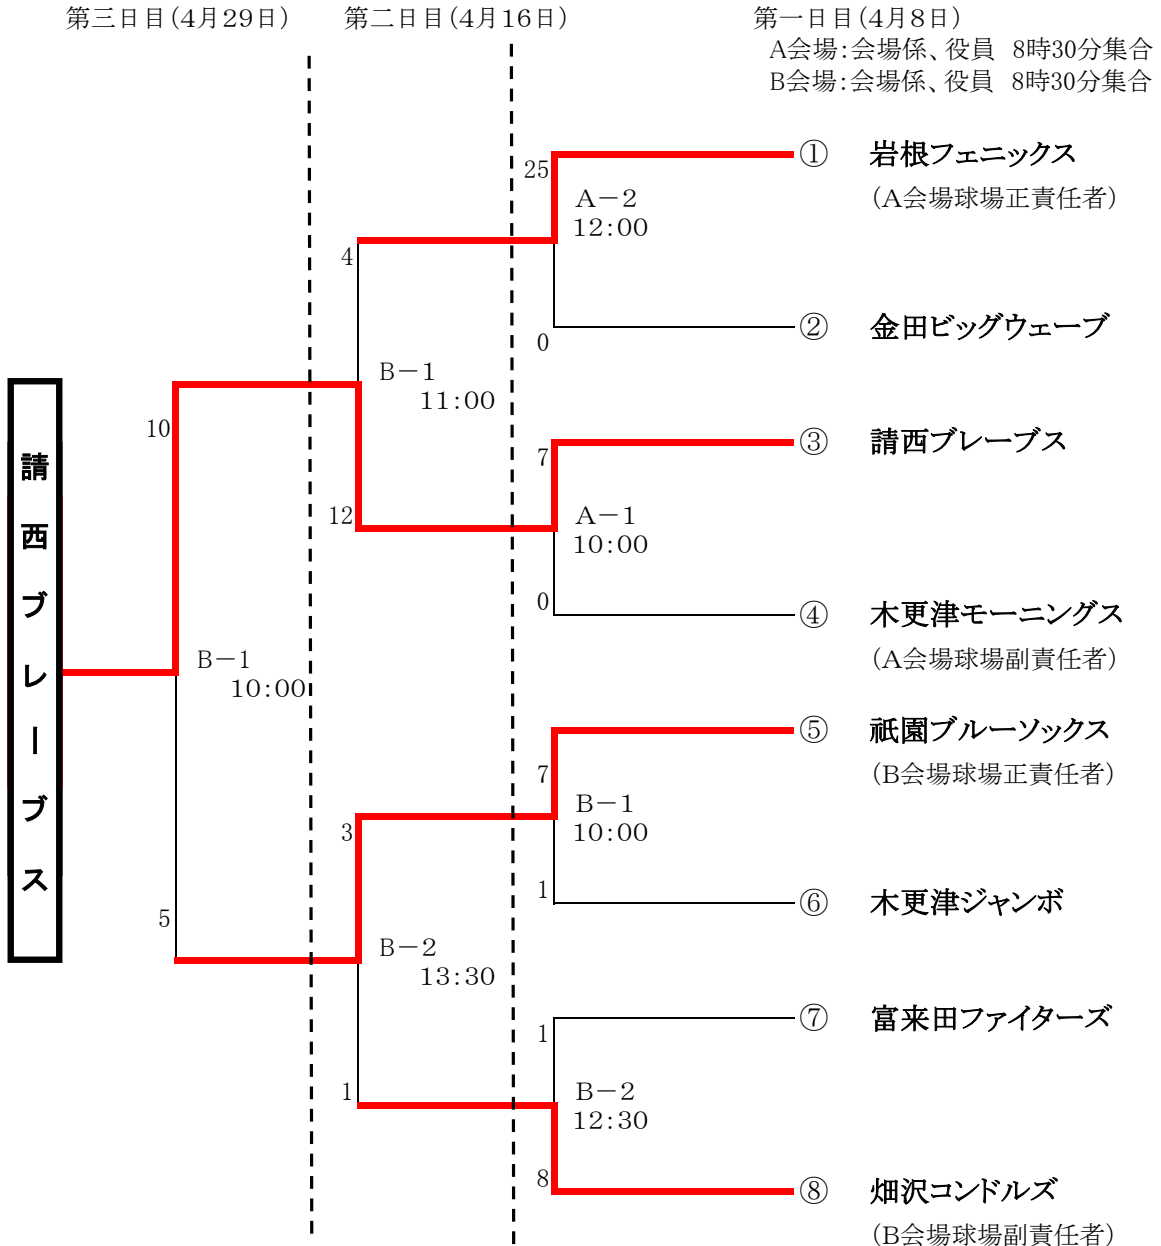 第三日目(4月29日)
第二日目(4月16日)
第一日目(4月8日)
A会場:会場係、役員 8時30分集合
B会場:会場係、役員 8時30分集合
25
① 岩根フェニックス
(A会場球場正責任者)
A-2
12:00
4
0
② 金田ビッグウェーブ
B-1
11:00
10
7
③ 請西ブレーブス
12
A-1
10:00
0
④ 木更津モーニングス
(A会場球場副責任者)
請西ブレーブス
B-1
10:00
⑤ 祇園ブルーソックス
(B会場球場正責任者)
7
B-1
10:00
3
1
⑥ 木更津ジャンボ
5
B-2
13:30
⑦ 富来田ファイターズ
1
1
B-2
12:30
8
⑧ 畑沢コンドルズ
(B会場球場副責任者)